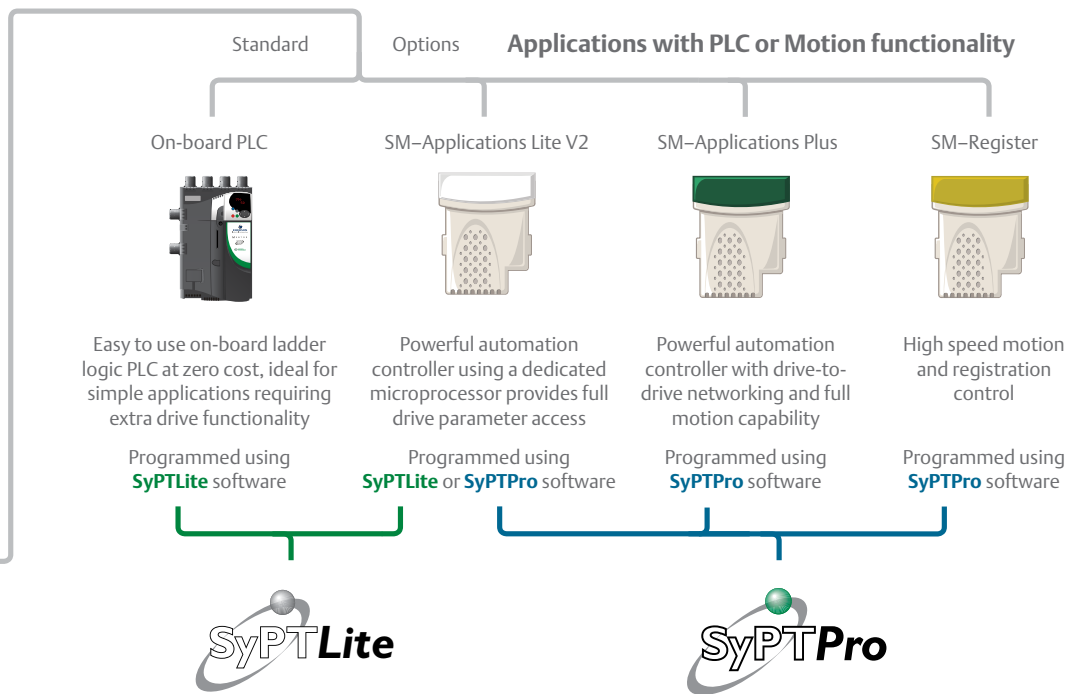 Standard
Options
Applications with PLC or Motion functionality
On-board PLC
SM–Applications Lite V2
SM–Applications Plus
SM–Register
Easy to use on-board ladder
logic PLC at zero cost, ideal for
simple applications requiring
extra drive functionality
Powerful automation
controller using a dedicated
microprocessor provides full
drive parameter access
Powerful automation
controller with drive-to-
drive networking and full
motion capability
High speed motion
and registration
control
Programmed using
SyPTLite software
Programmed using
SyPTLite or SyPTPro software
Programmed using
SyPTPro software
Programmed using
SyPTPro software
SyPTLite
SyPTPro